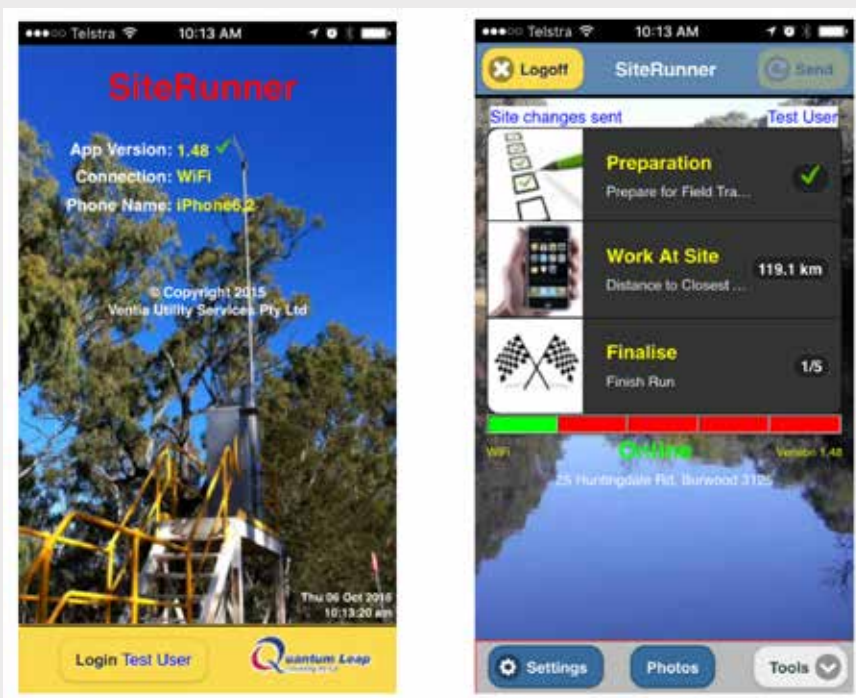 Telstra 10:13 AM
SiteRunner
App Version: 1.48
Connection: WiFi
Phone Name: iPhone6,2
© Copyright 2015
Ventia Utility Services Pty Ltd
Thu 06 Oct 2016
10:13:20 am
Login Test User
Quantum Leap
Telstra 10:13 AM
Logoff SiteRunner Send
Site changes sent Test User
Preparation
Prepare for Field Tra...
Work At Site
Distance to Closest ...
119.1 km
Finalise
Finish Run
1/5
WiFi Online Version 1.48
25 Huntingdale Rd, Burwood 3125
Settings Photos Tools